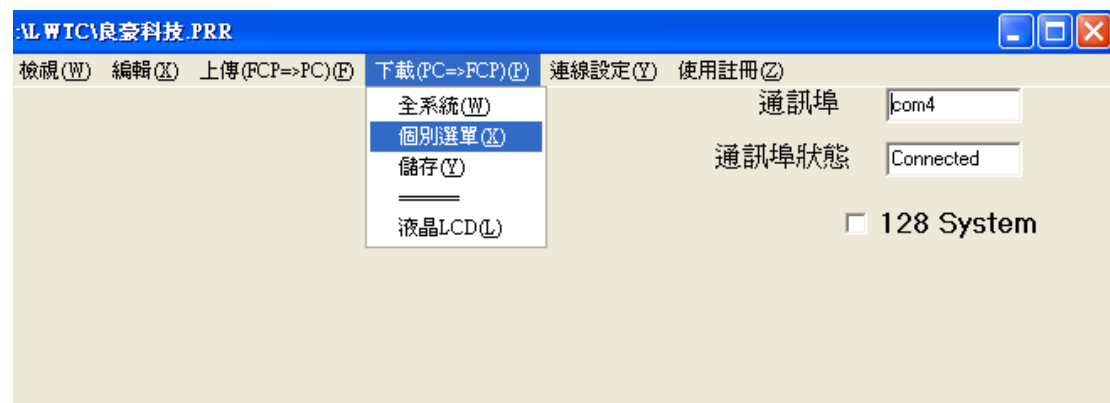 :\LWTC\良豪科技.PRR
檢視(W) 編輯(X) 上傳(FCP=>PC)(F) 下載(PC=>FCP)(P) 連線設定(Y) 使用註冊(Z)
全系統(W)
個別選單(X)
儲存(Y)
液晶LCD(L)
通訊埠 com4
通訊埠狀態 Connected
128 System